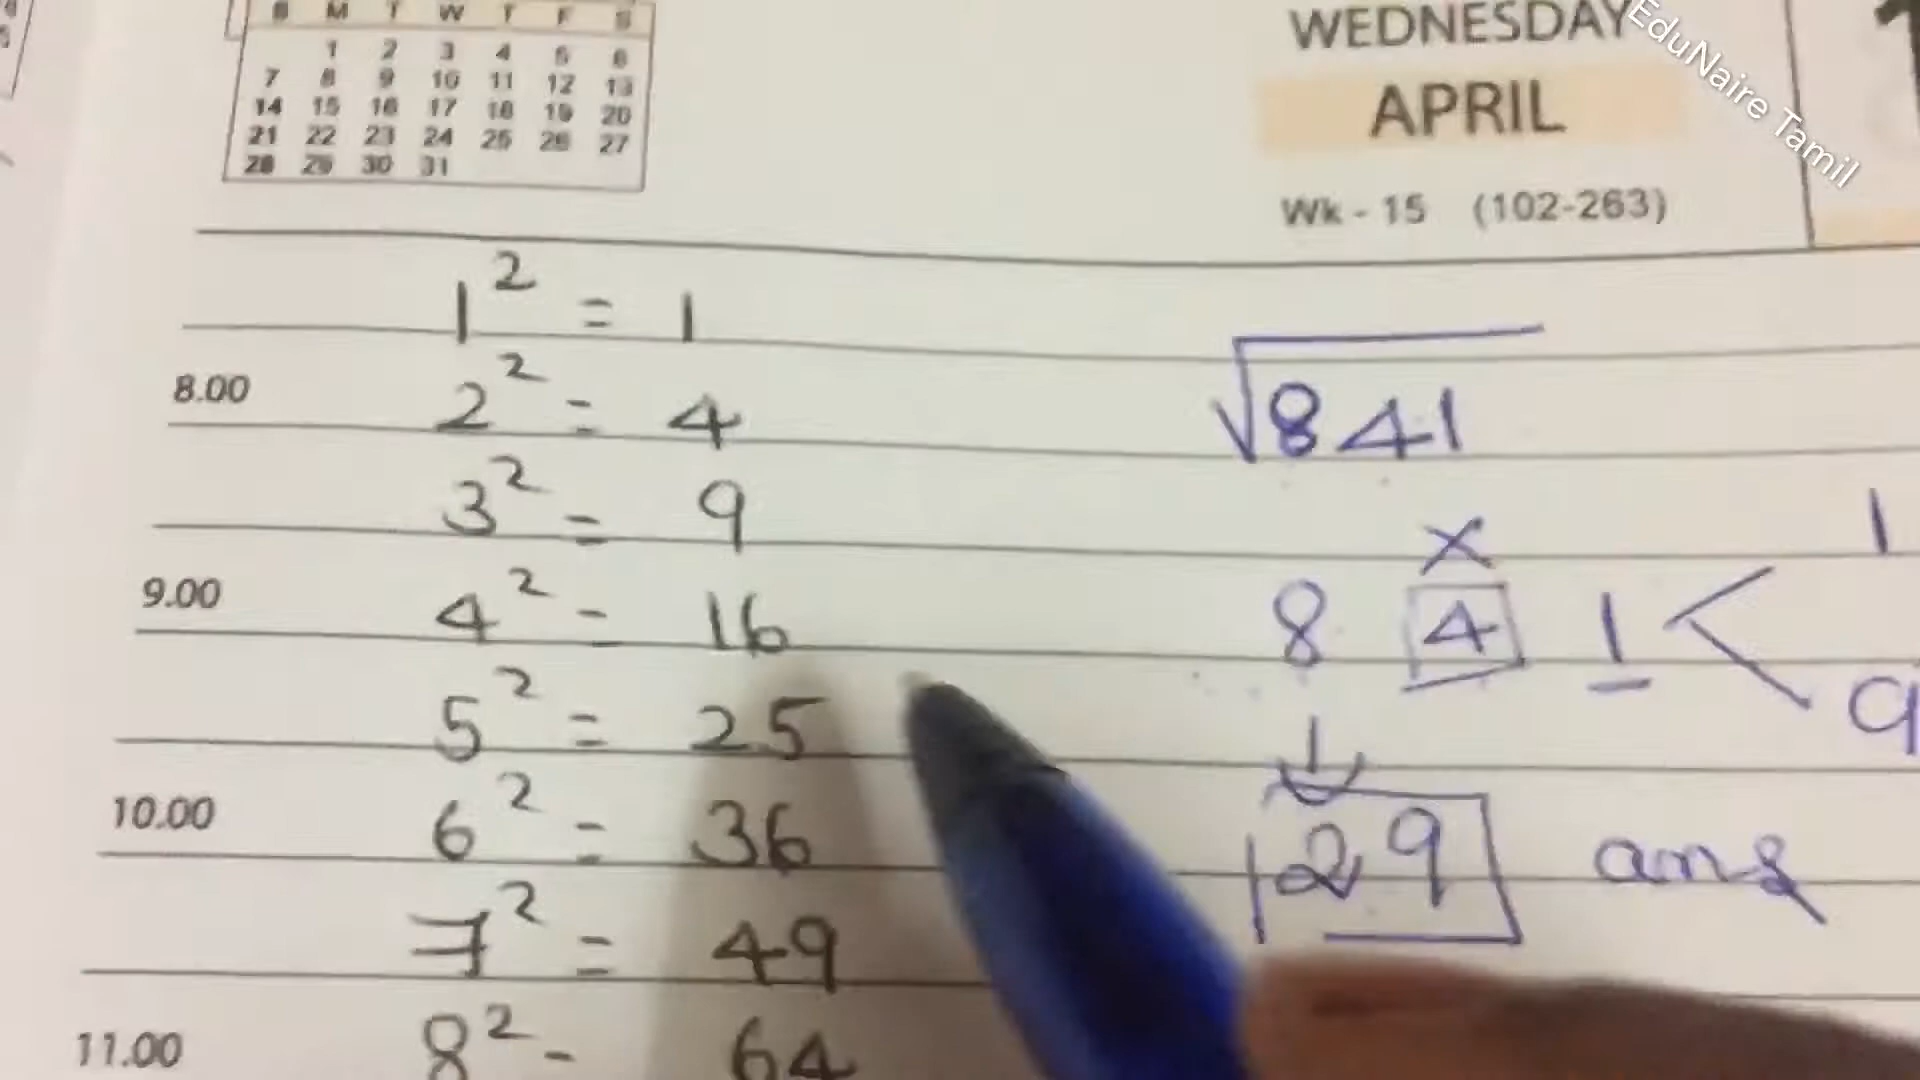 S M T W T F S
1 2 3 4 5 6
7 8 9 10 11 12 13
14 15 16 17 18 19 20
21 22 23 24 25 26 27
28 29 30 31
WEDNESDAY
APRIL
Wk - 15 (102-263)
EduNaire Tamil
1² = 1
8.00 2² = 4
3² = 9
9.00 4² - 16
5² = 25
10.00 6² = 36
7² = 49
11.00 8² - 64
√841
×
8 4 1 < 1
9
29 ans